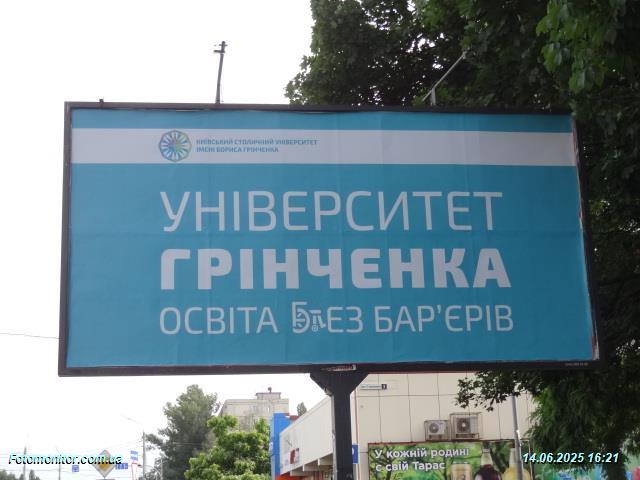 КИЇВСЬКИЙ СТОЛИЧНИЙ УНІВЕРСИТЕТ
ІМЕНІ БОРИСА ГРІНЧЕНКА
УНІВЕРСИТЕТ
ГРІНЧЕНКА
ОСВІТА БЕЗ БАР'ЄРІВ
У кожній родині
є свій Тарас
Fotomonitor.com.ua
14.06.2025 16:21